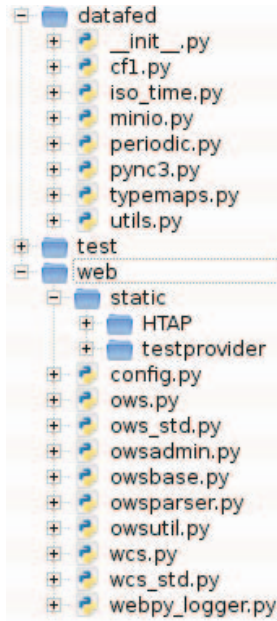 datafed
__init__.py
cf1.py
iso_time.py
minio.py
periodic.py
pync3.py
typemaps.py
utils.py
test
web
static
HTAP
testprovider
config.py
ows.py
ows_std.py
owsadmin.py
owsbase.py
owsparser.py
owsutil.py
wcs.py
wcs_std.py
webpy_logger.py